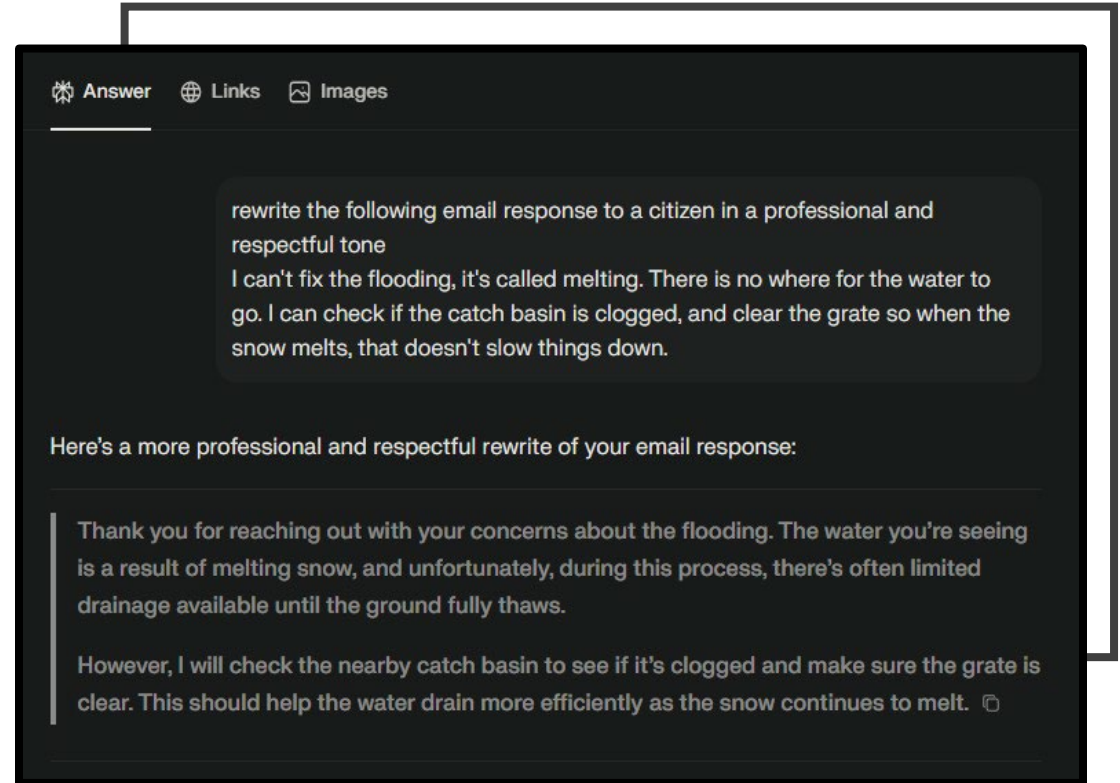 Answer Links Images
rewrite the following email response to a citizen in a professional and
respectful tone
I can't fix the flooding, it's called melting. There is no where for the water to
go. I can check if the catch basin is clogged, and clear the grate so when the
snow melts, that doesn't slow things down.
Here’s a more professional and respectful rewrite of your email response:
Thank you for reaching out with your concerns about the flooding. The water you’re seeing
is a result of melting snow, and unfortunately, during this process, there’s often limited
drainage available until the ground fully thaws.
However, I will check the nearby catch basin to see if it’s clogged and make sure the grate is
clear. This should help the water drain more efficiently as the snow continues to melt.